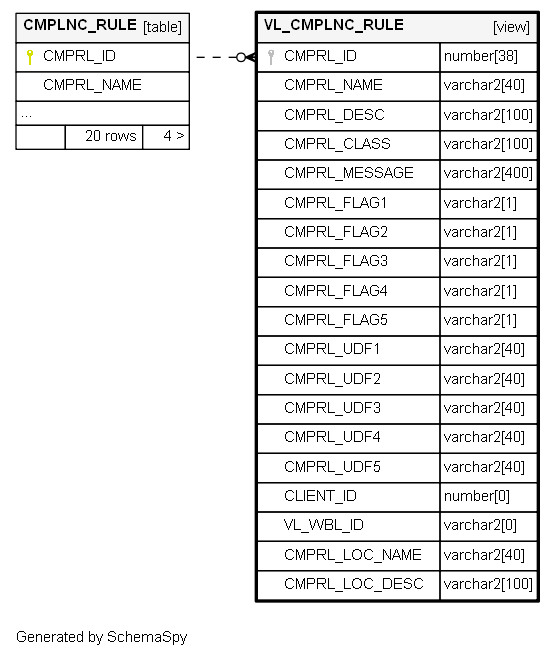 CMPLNC_RULE [table]
CMPRL_ID
CMPRL_NAME
...
20 rows 4 >
VL_CMPLNC_RULE [view]
CMPRL_ID number[38]
CMPRL_NAME varchar2[40]
CMPRL_DESC varchar2[100]
CMPRL_CLASS varchar2[100]
CMPRL_MESSAGE varchar2[400]
CMPRL_FLAG1 varchar2[1]
CMPRL_FLAG2 varchar2[1]
CMPRL_FLAG3 varchar2[1]
CMPRL_FLAG4 varchar2[1]
CMPRL_FLAG5 varchar2[1]
CMPRL_UDF1 varchar2[40]
CMPRL_UDF2 varchar2[40]
CMPRL_UDF3 varchar2[40]
CMPRL_UDF4 varchar2[40]
CMPRL_UDF5 varchar2[40]
CLIENT_ID number[0]
VL_WBL_ID varchar2[0]
CMPRL_LOC_NAME varchar2[40]
CMPRL_LOC_DESC varchar2[100]
Generated by SchemaSpy